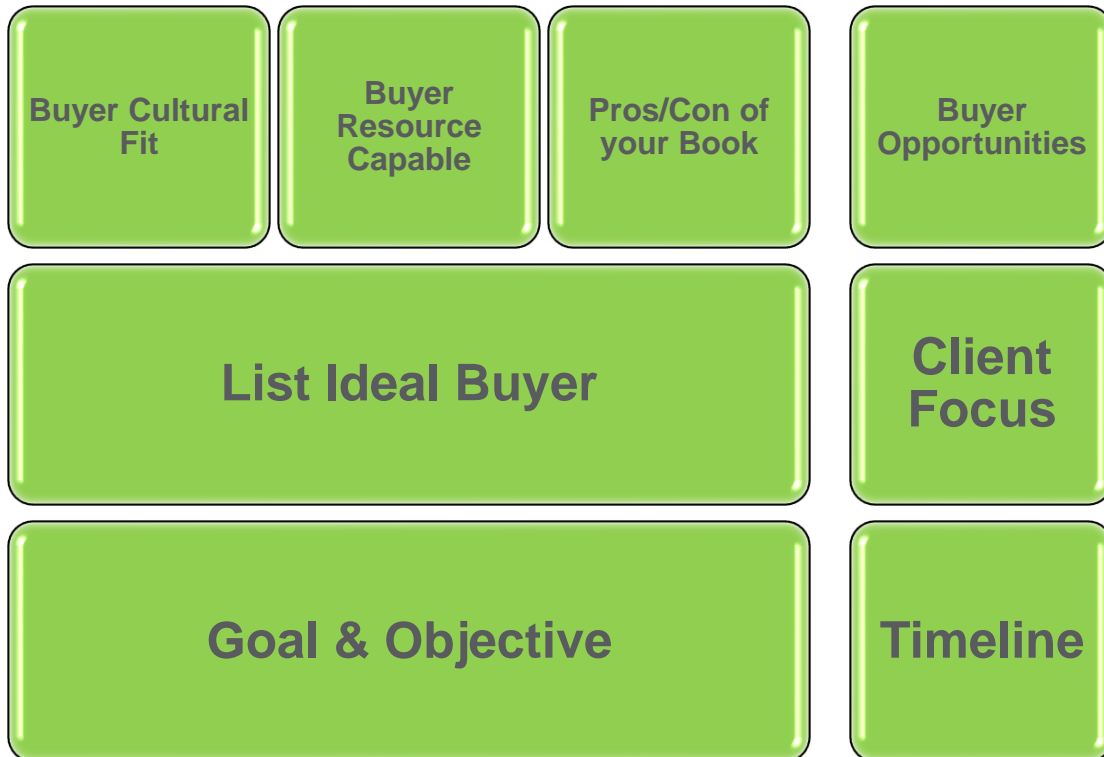 Buyer Cultural
Fit
Buyer
Resource
Capable
Pros/Con of
your Book
Buyer
Opportunities
List Ideal Buyer
Client
Focus
Goal & Objective
Timeline